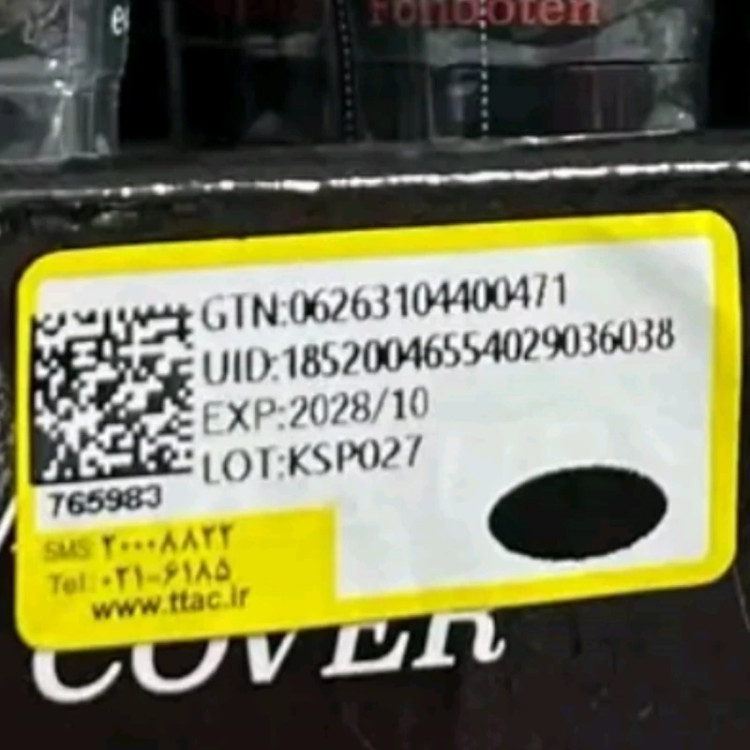 Fonboten
GTN:06263104400471
UID:18520046554029036038
EXP:2028/10
LOT:KSP027
765983
SMS: ۲۰۰۰۸۸۲۲
Tel: ۰۲۱-۶۱۸۵
www.ttac.ir
COVER